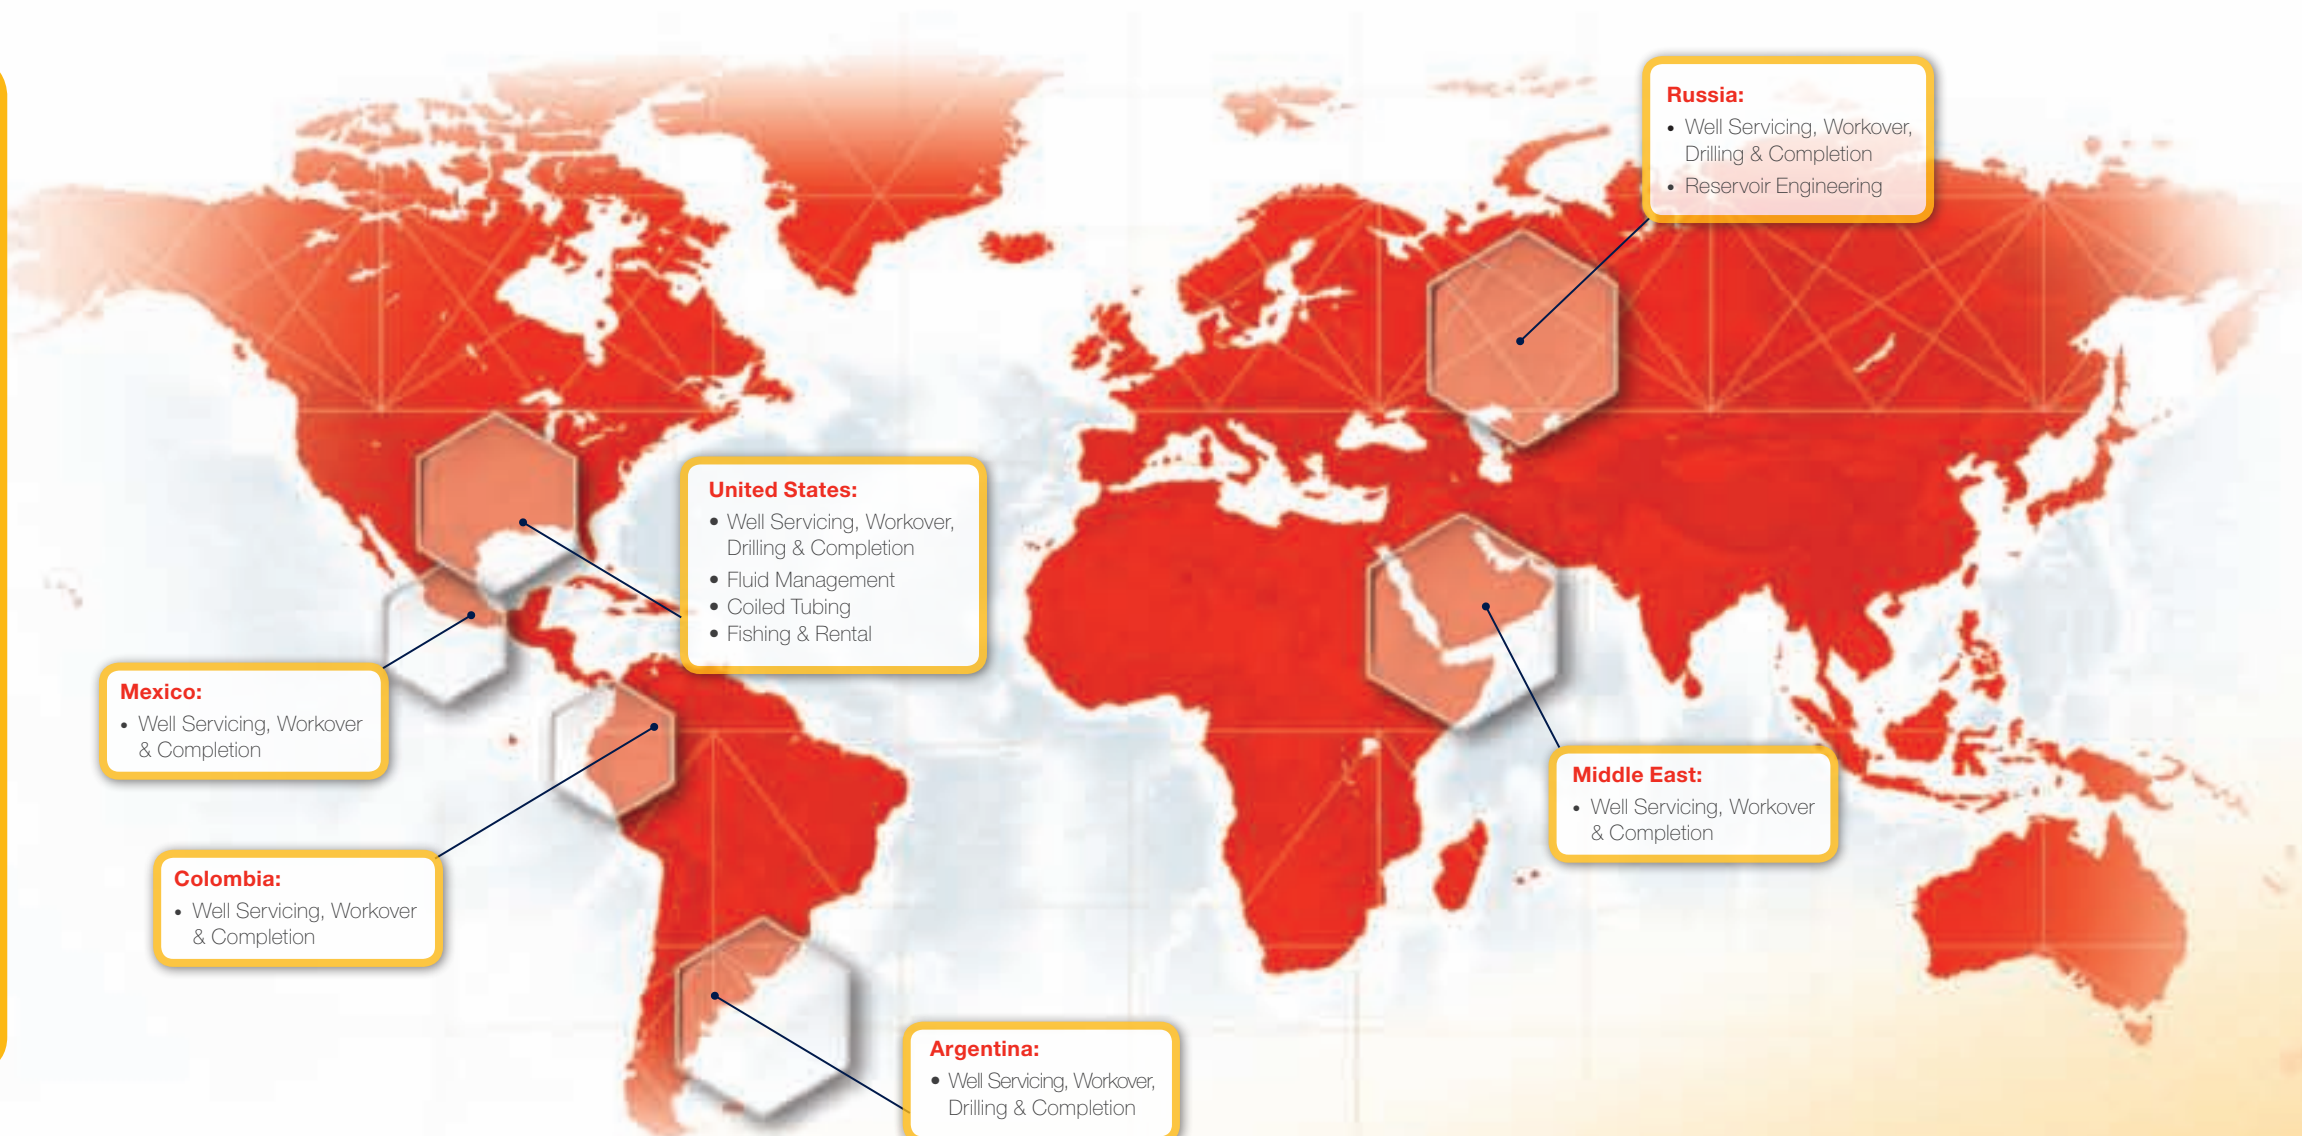 Russia:
• Well Servicing, Workover,
Drilling & Completion
• Reservoir Engineering
United States:
• Well Servicing, Workover,
Drilling & Completion
• Fluid Management
• Coiled Tubing
• Fishing & Rental
Mexico:
• Well Servicing, Workover
& Completion
Middle East:
• Well Servicing, Workover
& Completion
Colombia:
• Well Servicing, Workover
& Completion
Argentina:
• Well Servicing, Workover,
Drilling & Completion